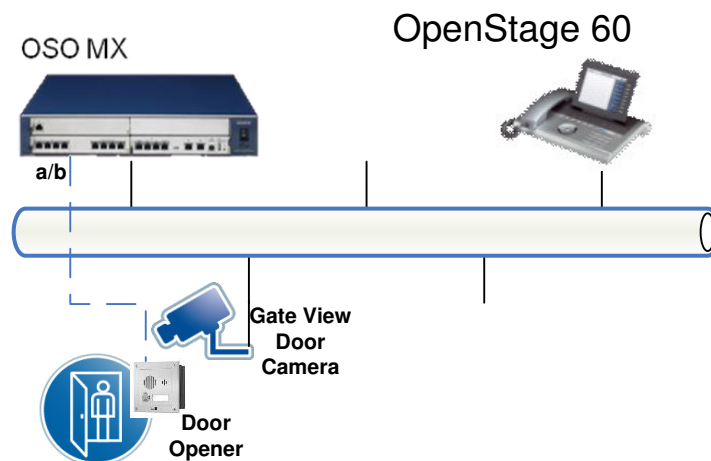 OpenStage 60
OSO MX
a/b
Gate View
Door
Camera
Door
Opener